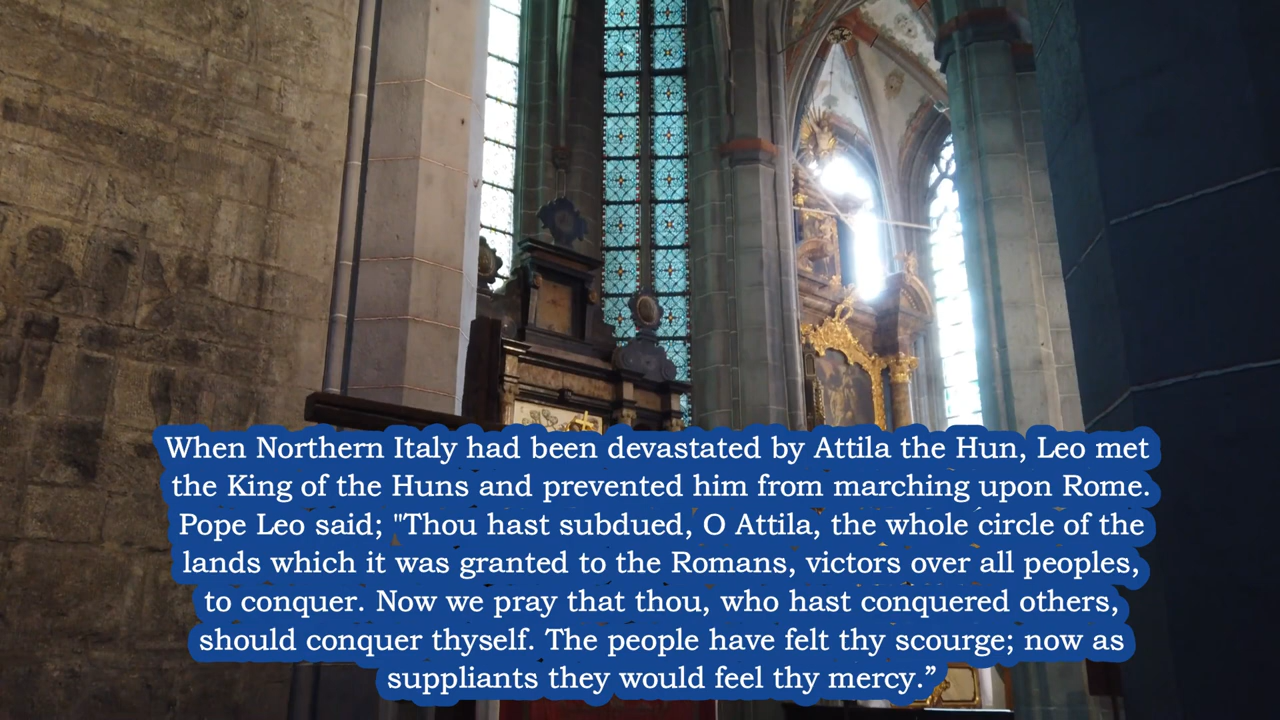 When Northern Italy had been devastated by Attila the Hun, Leo met
the King of the Huns and prevented him from marching upon Rome.
Pope Leo said; "Thou hast subdued, O Attila, the whole circle of the
lands which it was granted to the Romans, victors over all peoples,
to conquer. Now we pray that thou, who hast conquered others,
should conquer thyself. The people have felt thy scourge; now as
suppliants they would feel thy mercy.”